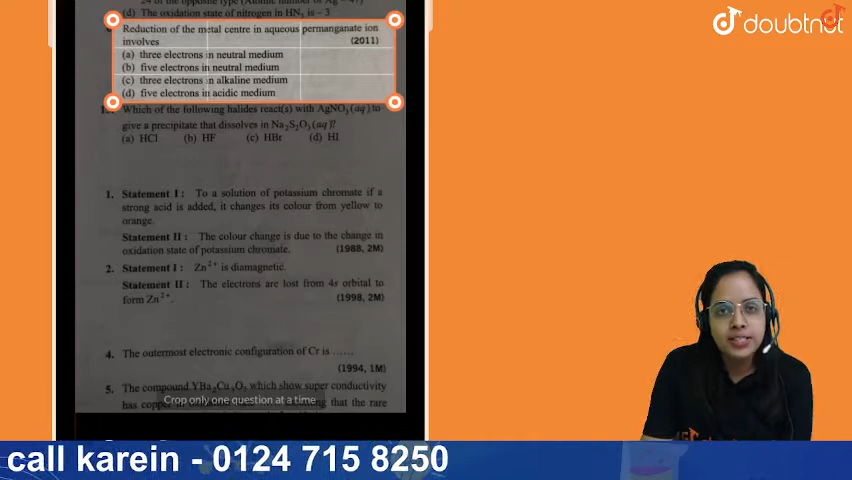 doubtnut
(d) The oxidation state of nitrogen in HN₃ is – 3
Reduction of the metal centre in aqueous permanganate ion
involves (2011)
(a) three electrons in neutral medium
(b) five electrons in neutral medium
(c) three electrons in alkaline medium
(d) five electrons in acidic medium
Which of the following halides react(s) with AgNO₃(aq) to
give a precipitate that dissolves in Na₂S₂O₃(aq)?
(a) HCl (b) HF (c) HBr (d) HI
1. Statement I : To a solution of potassium chromate if a
strong acid is added, it changes its colour from yellow to
orange.
Statement II : The colour change is due to the change in
oxidation state of potassium chromate. (1988, 2M)
2. Statement I : Zn²⁺ is diamagnetic.
Statement II : The electrons are lost from 4s orbital to
form Zn²⁺. (1998, 2M)
4. The outermost electronic configuration of Cr is ......
(1994, 1M)
5. The compound YBa₂Cu₃O₇ which show super conductivity
has copper in that the rare
Crop only one question at a time
call karein - 0124 715 8250